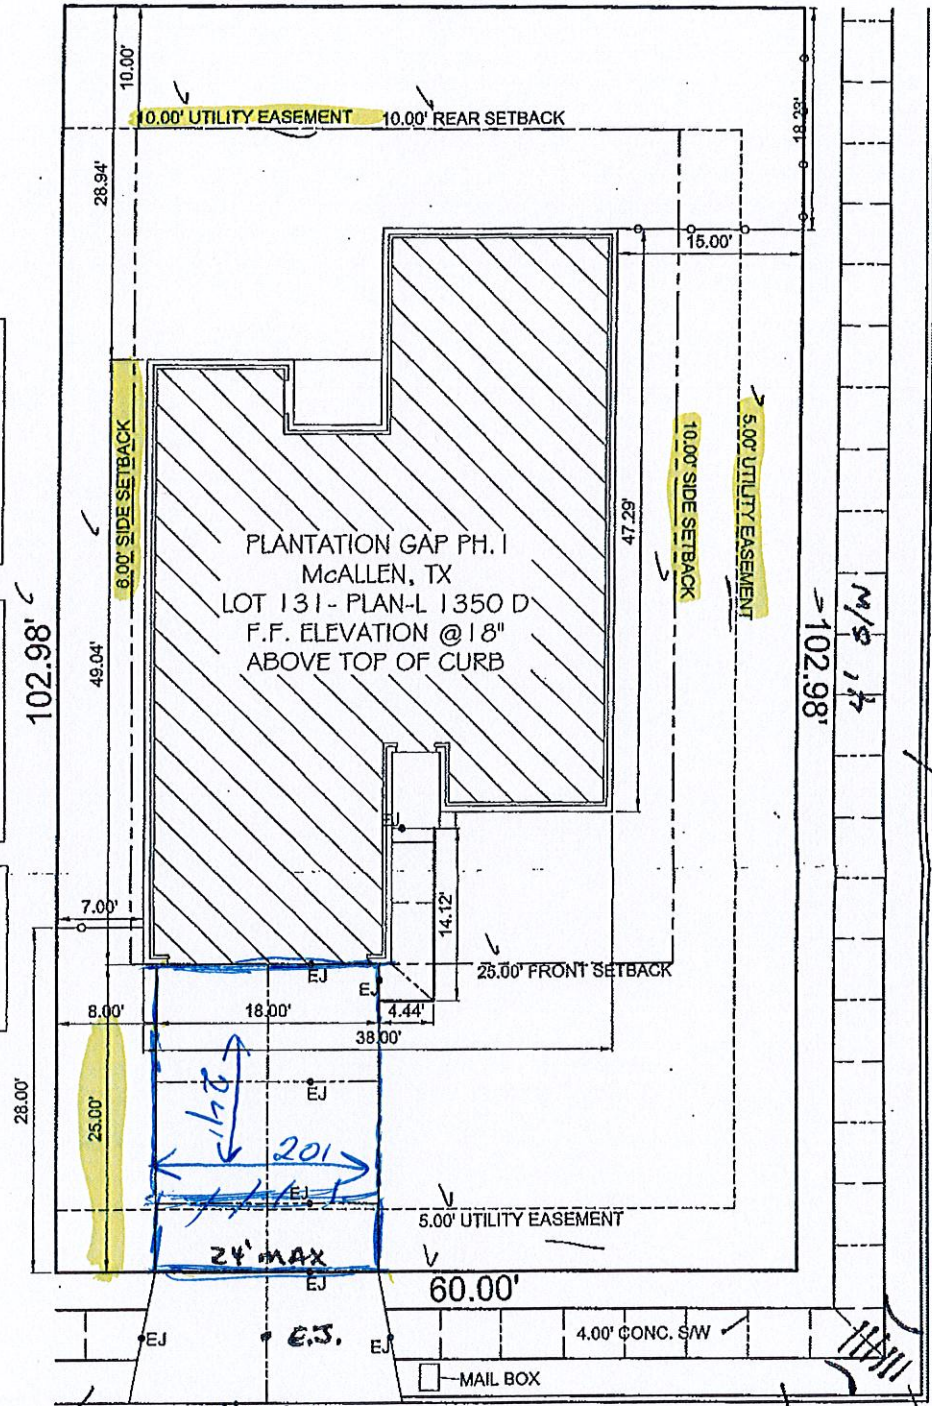 10.00'
10.00' UTILITY EASEMENT
10.00' REAR SETBACK
18.23'
28.94'
15.00'
6.00' SIDE SETBACK
10.00' SIDE SETBACK
5.00' UTILITY EASEMENT
47.29'
PLANTATION GAP PH. I
McALLEN, TX
LOT 131- PLAN-L 1350 D
F.F. ELEVATION @18"
ABOVE TOP OF CURB
102.98'
49.04'
102.98'
4' S/W
EJ
14.12'
7.00'
25.00' FRONT SETBACK
EJ
EJ
8.00'
18.00'
4.44'
38.00'
EJ
28.00'
25.00'
24'
20'
EJ
5.00' UTILITY EASEMENT
24' MAX
EJ
60.00'
EJ
E.J.
EJ
4.00' CONC. S/W
MAIL BOX